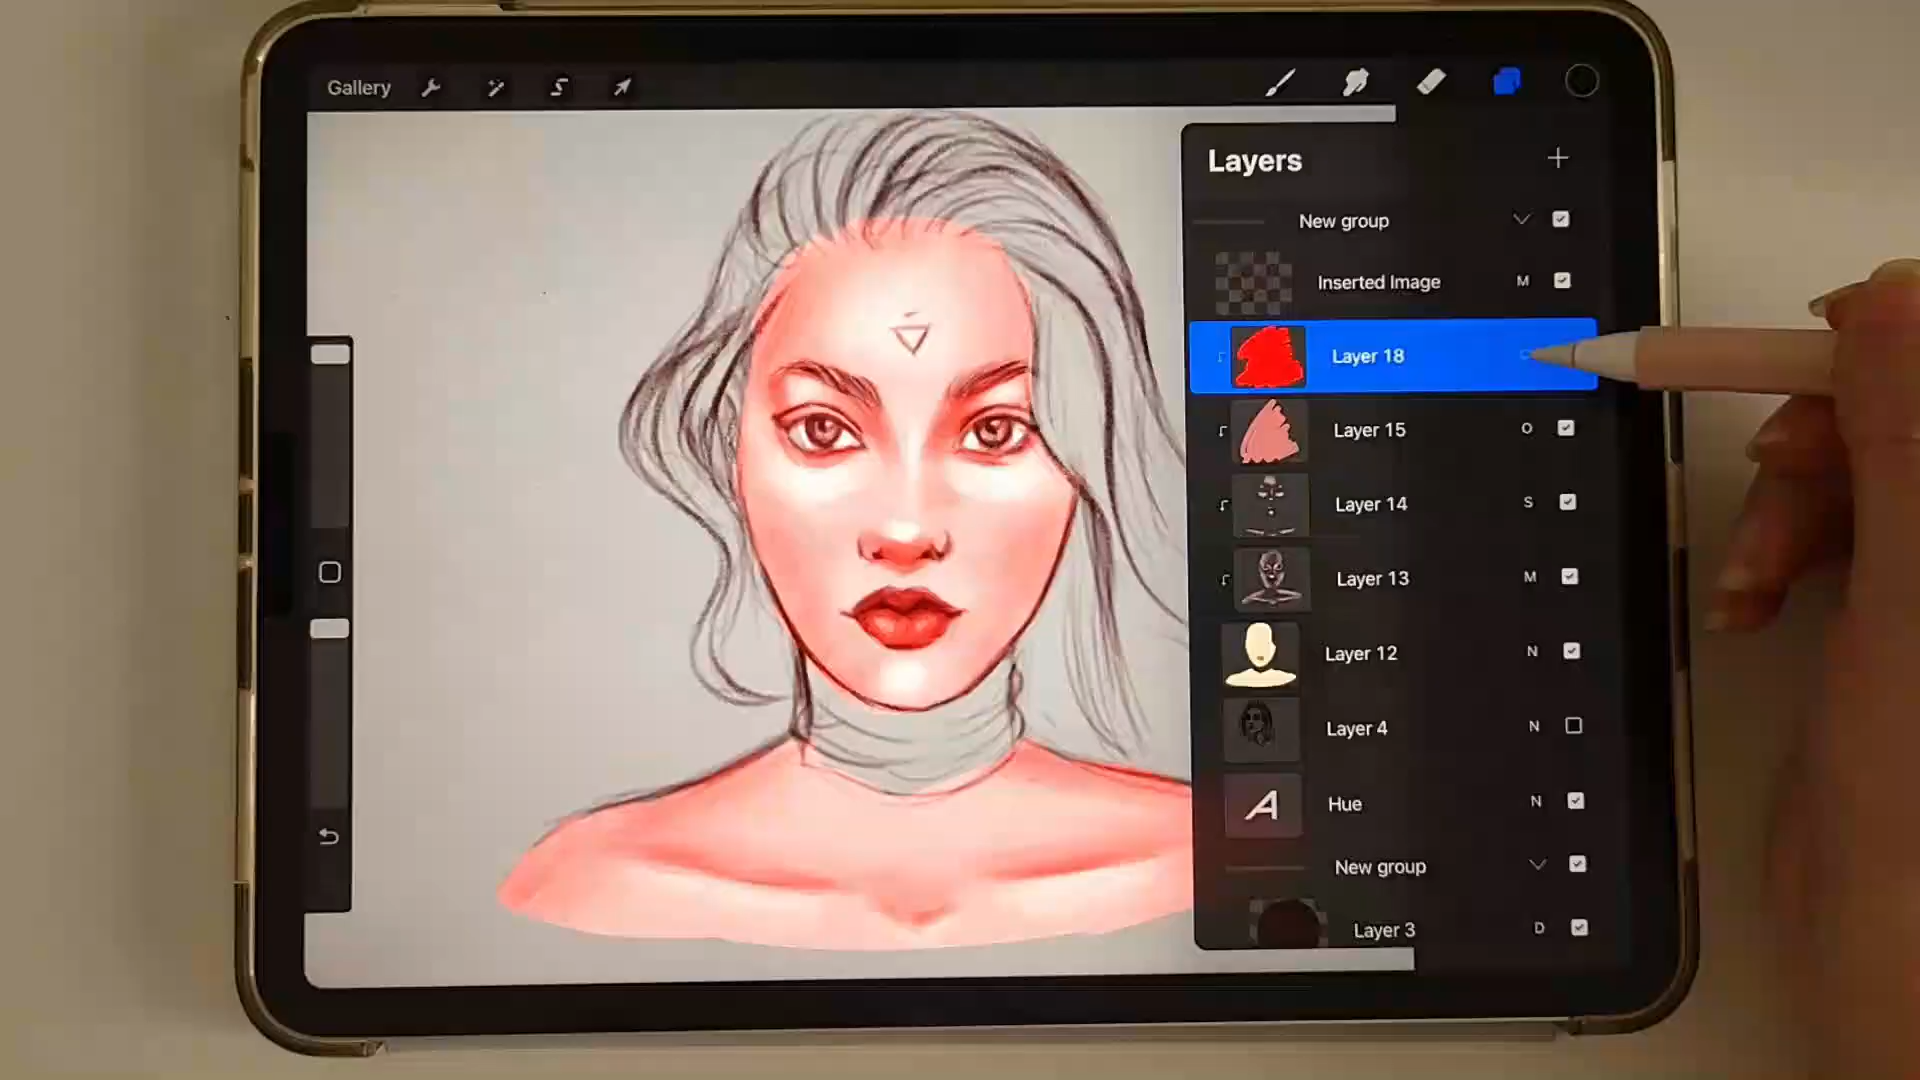 Gallery
Layers
New group
Inserted Image M
Layer 18
Layer 15 O
Layer 14 S
Layer 13 M
Layer 12 N
Layer 4 N
A Hue N
New group
Layer 3 D